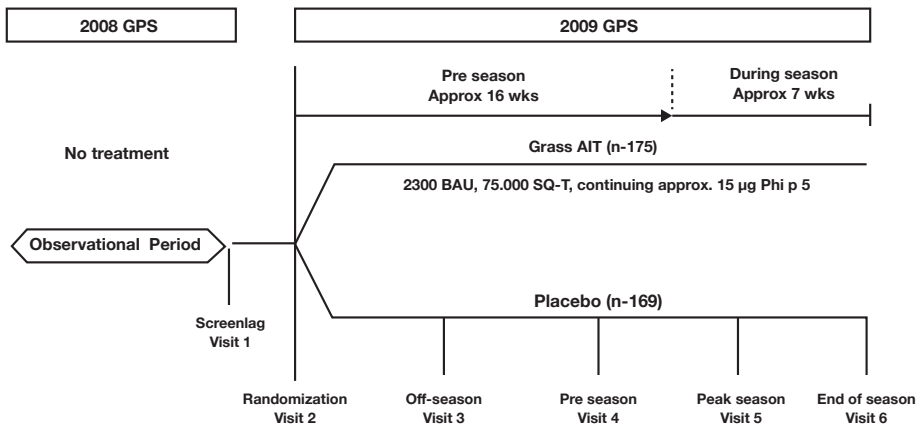 2008 GPS
2009 GPS
Pre season
Approx 16 wks
During season
Approx 7 wks
No treatment
Grass AIT (n-175)
2300 BAU, 75.000 SQ-T, continuing approx. 15 µg Phi p 5
Observational Period
Placebo (n-169)
Screenlag
Visit 1
Randomization
Visit 2
Off-season
Visit 3
Pre season
Visit 4
Peak season
Visit 5
End of season
Visit 6